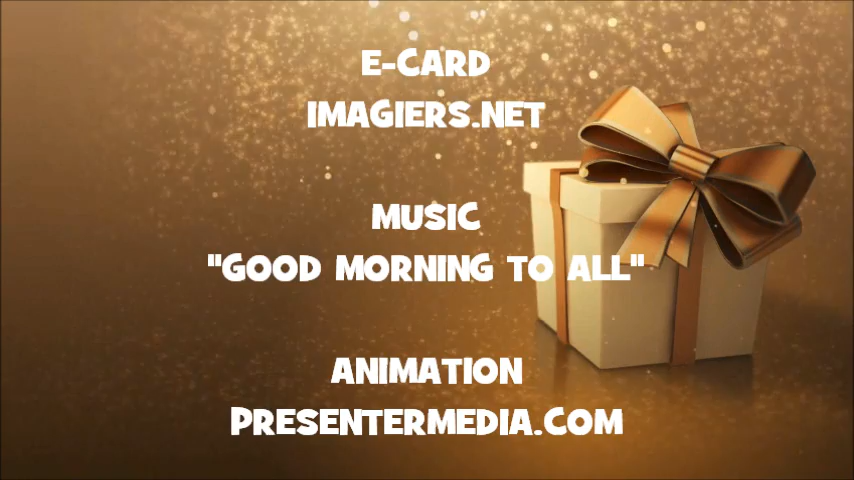 E-CARD
IMAGIERS.NET
MUSIC
"GOOD MORNING TO ALL"
ANIMATION
PRESENTERMEDIA.COM